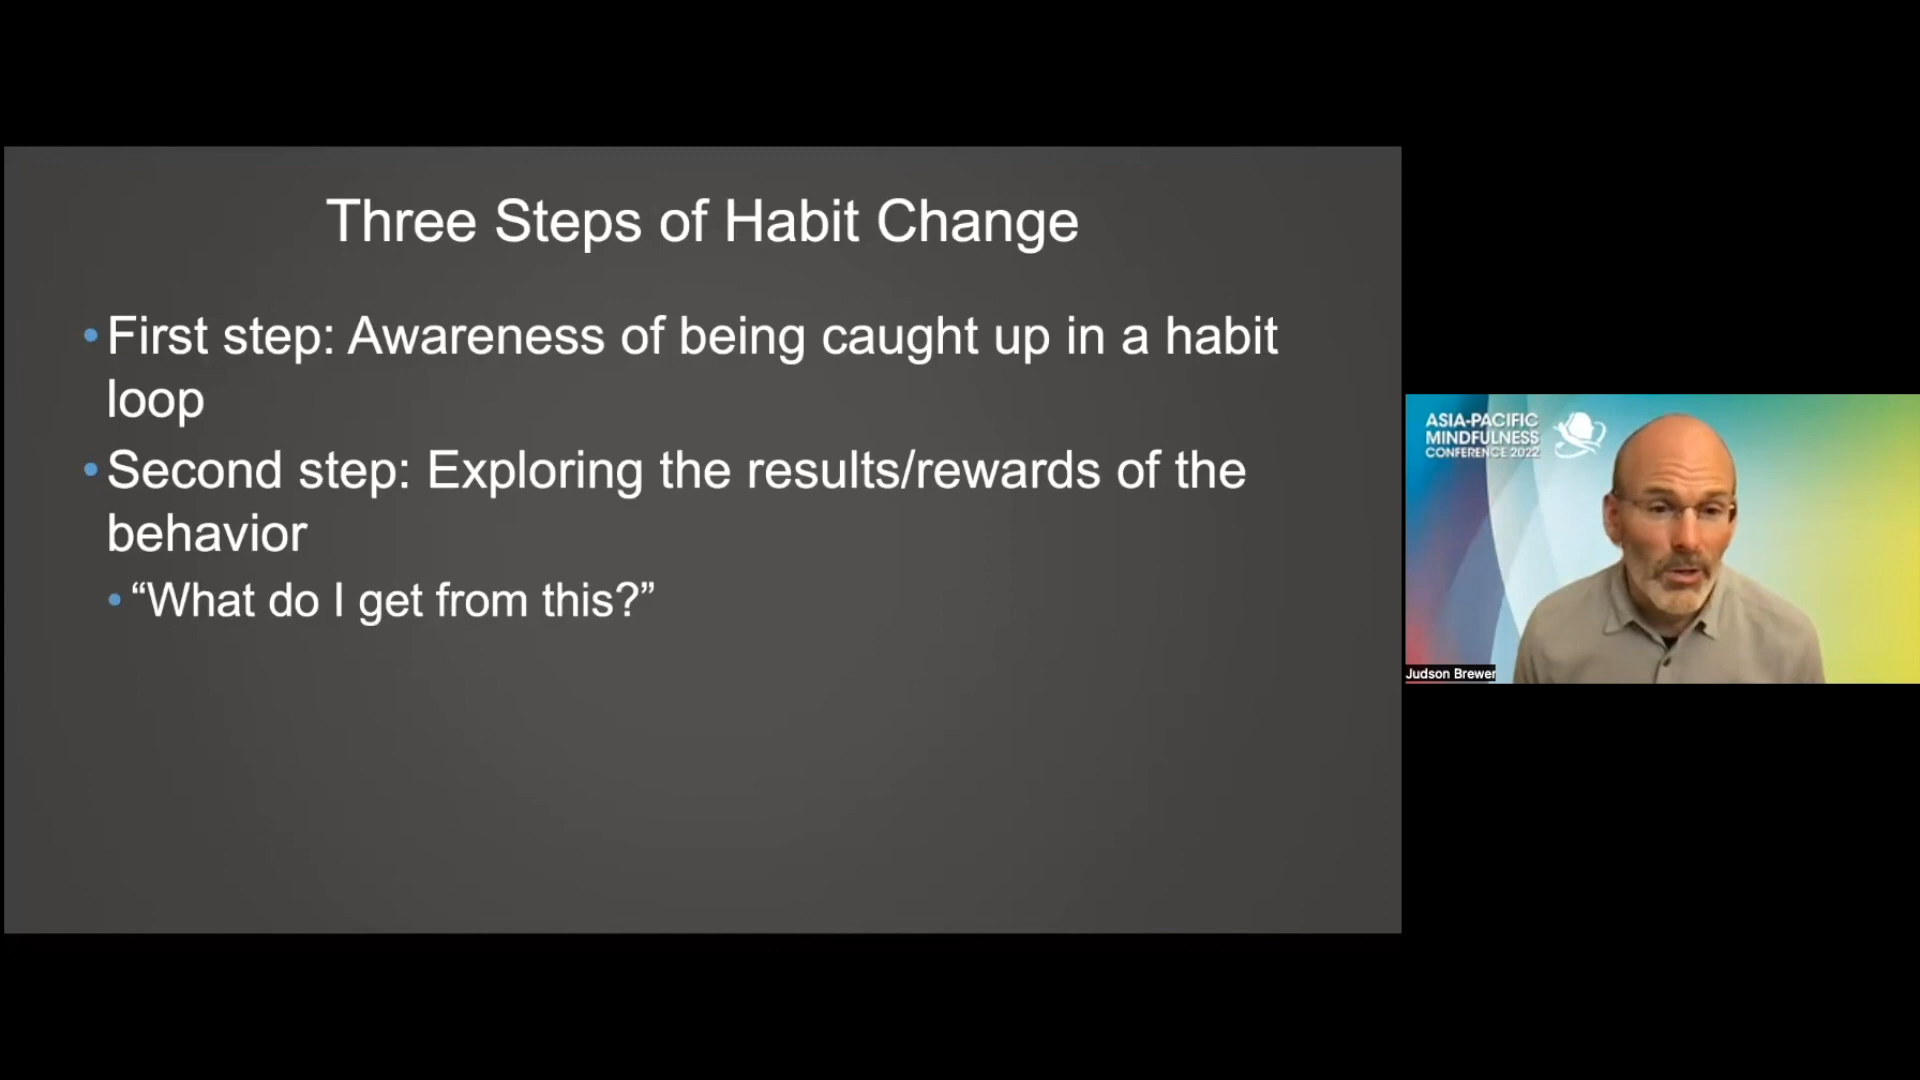 Three Steps of Habit Change
•First step: Awareness of being caught up in a habit
loop
•Second step: Exploring the results/rewards of the
behavior
•“What do I get from this?”
ASIA-PACIFIC
MINDFULNESS
CONFERENCE 2022
Judson Brewer